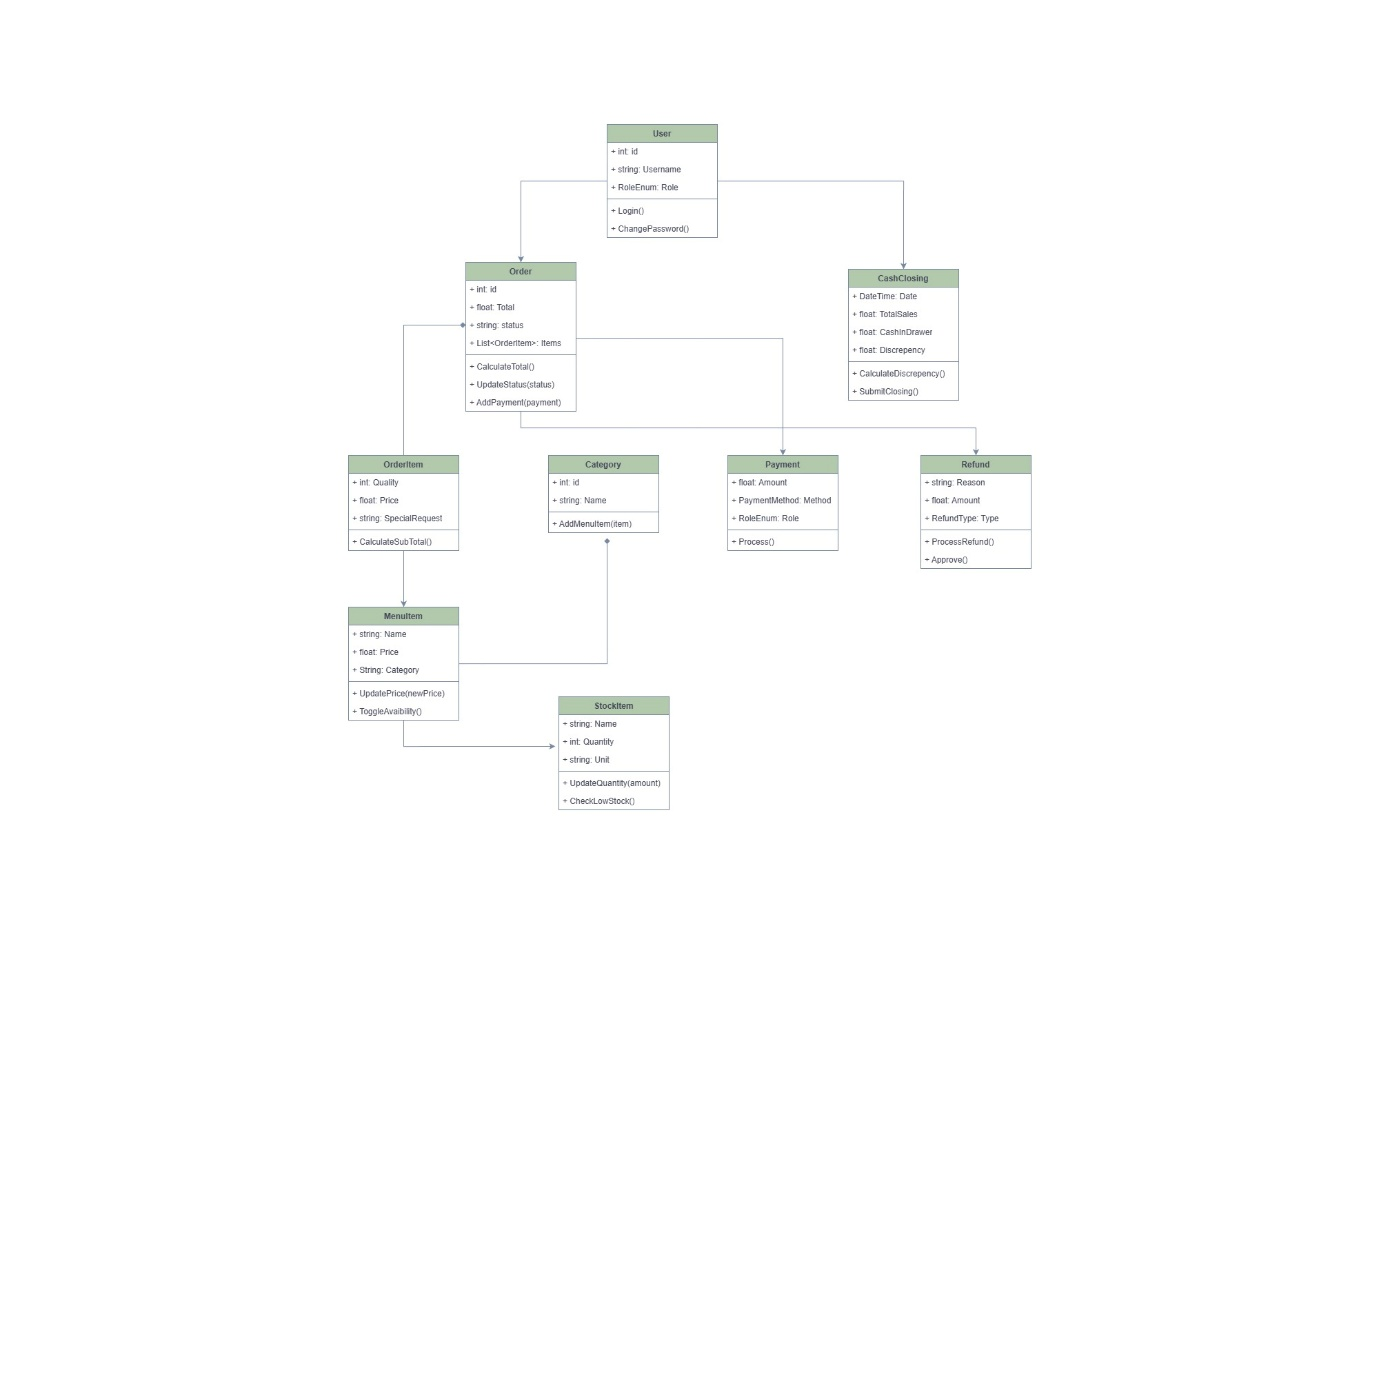 User
+ int: id
+ string: Username
+ RoleEnum: Role
+ Login()
+ ChangePassword()
Order
+ int: id
+ float: Total
+ string: status
+ List<OrderItem>: Items
+ CalculateTotal()
+ UpdateStatus(status)
+ AddPayment(payment)
CashClosing
+ DateTime: Date
+ float: TotalSales
+ float: CashInDrawer
+ float: Discrepency
+ CalculateDiscrepency()
+ SubmitClosing()
OrderItem
+ int: Quality
+ float: Price
+ string: SpecialRequest
+ CalculateSubTotal()
Category
+ int: id
+ string: Name
+ AddMenuItem(item)
Payment
+ float: Amount
+ PaymentMethod: Method
+ RoleEnum: Role
+ Process()
Refund
+ string: Reason
+ float: Amount
+ RefundType: Type
+ ProcessRefund()
+ Approve()
MenuItem
+ string: Name
+ float: Price
+ String: Category
+ UpdatePrice(newPrice)
+ ToggleAvaibility()
StockItem
+ string: Name
+ int: Quantity
+ string: Unit
+ UpdateQuantity(amount)
+ CheckLowStock()